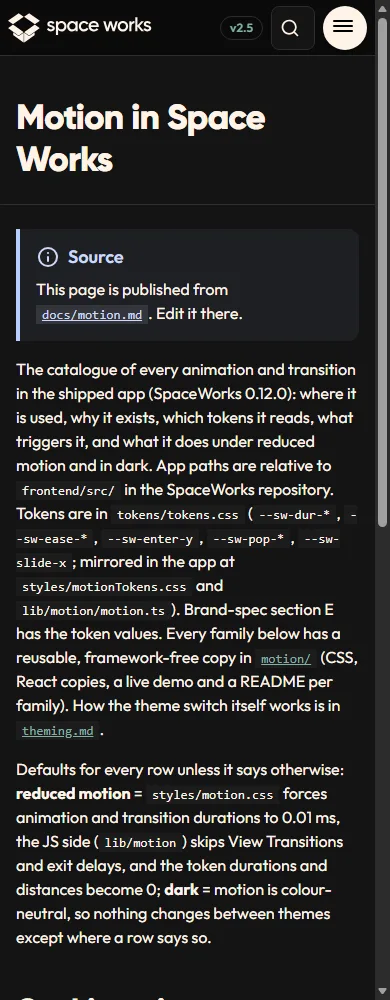 space works
v2.5
Motion in Space
Works
Source
This page is published from
docs/motion.md . Edit it there.
The catalogue of every animation and transition
in the shipped app (SpaceWorks 0.12.0): where it
is used, why it exists, which tokens it reads, what
triggers it, and what it does under reduced
motion and in dark. App paths are relative to
frontend/src/ in the SpaceWorks repository.
Tokens are in tokens/tokens.css ( --sw-dur-* , -
-sw-ease-* , --sw-enter-y , --sw-pop-* , --sw-
slide-x ; mirrored in the app at
styles/motionTokens.css and
lib/motion/motion.ts ). Brand-spec section E
has the token values. Every family below has a
reusable, framework-free copy in motion/ (CSS,
React copies, a live demo and a README per
family). How the theme switch itself works is in
theming.md .
Defaults for every row unless it says otherwise:
reduced motion = styles/motion.css forces
animation and transition durations to 0.01 ms,
the JS side ( lib/motion ) skips View Transitions
and exit delays, and the token durations and
distances become 0; dark = motion is colour-
neutral, so nothing changes between themes
except where a row says so.